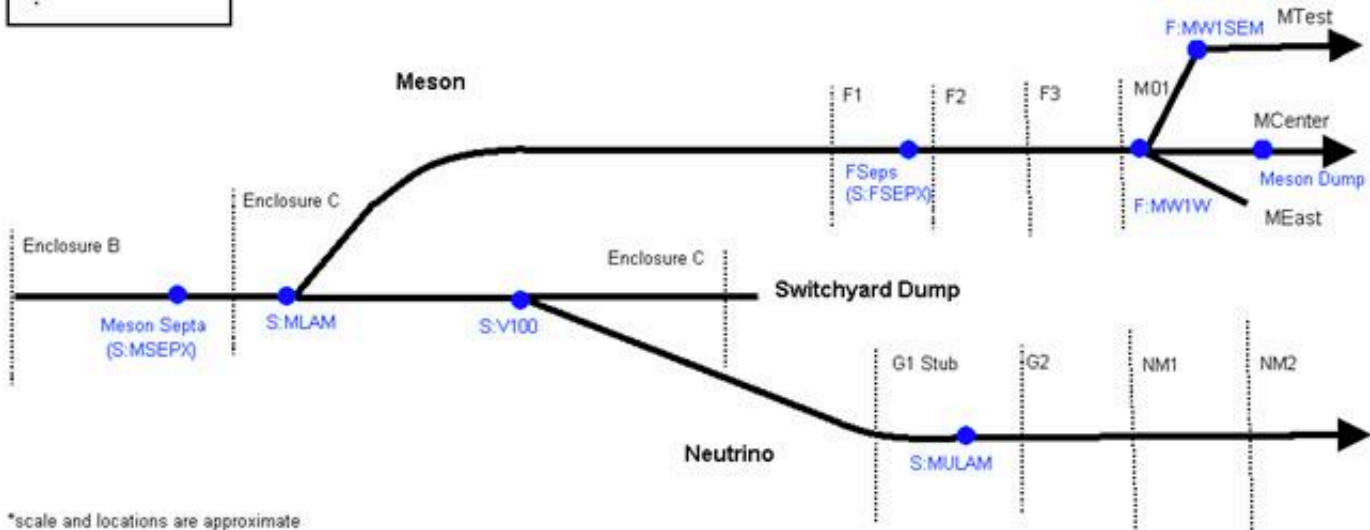 F:MW1SEM
MTest
Meson
F1
F2
F3
M01
MCenter
FSeps
(S:FSEPX)
Meson Dump
F:MW1W
MEast
Enclosure C
Enclosure B
Enclosure C
Switchyard Dump
Meson Septa
(S:MSEPX)
S:MLAM
S:V100
G1 Stub
G2
NM1
NM2
Neutrino
S:MULAM
*scale and locations are approximate